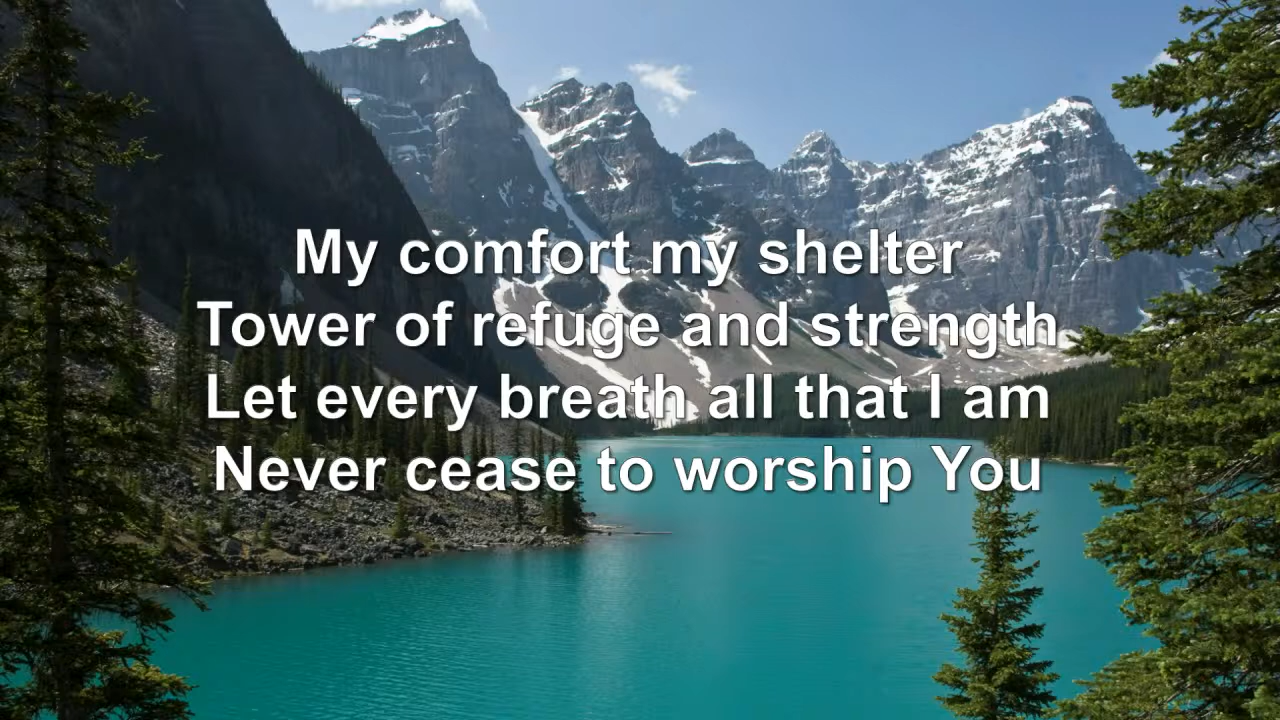 My comfort my shelter
Tower of refuge and strength
Let every breath all that I am
Never cease to worship You